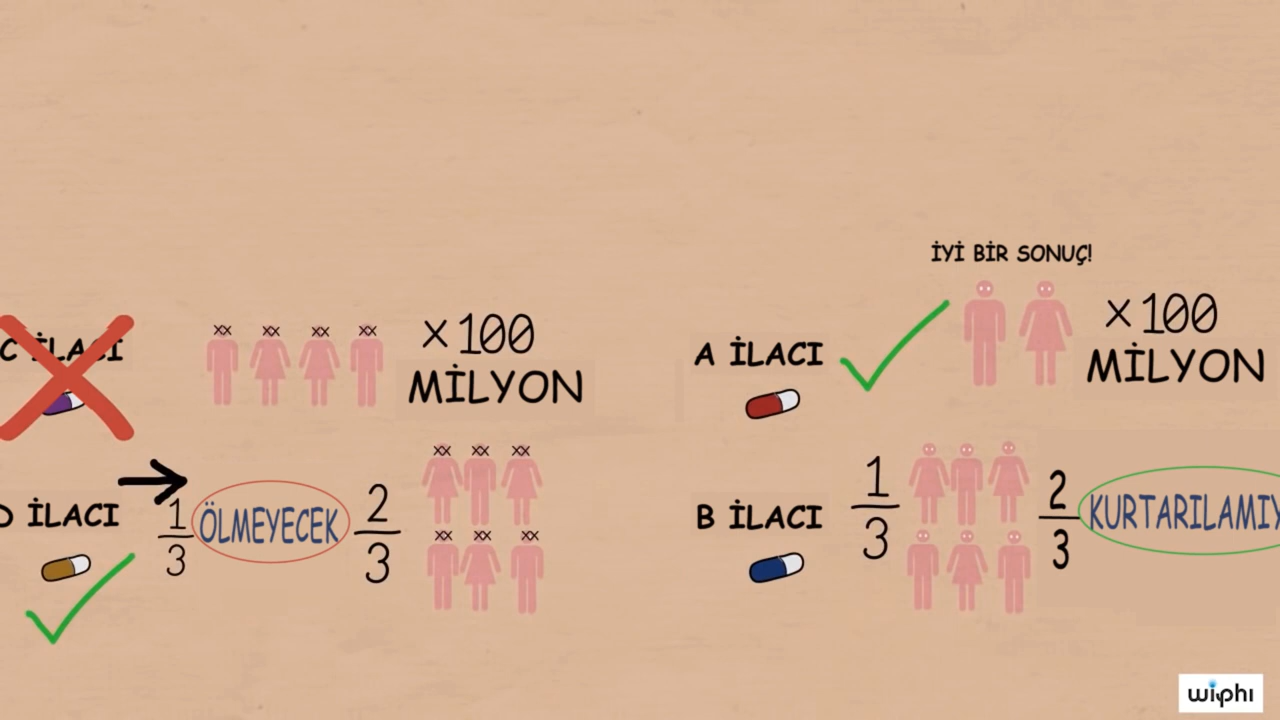 C İLACI
×100
MİLYON
D İLACI
1/3
ÖLMEYECEK
2/3
İYİ BİR SONUÇ!
A İLACI
×100
MİLYON
B İLACI
1/3
2/3
wiphi